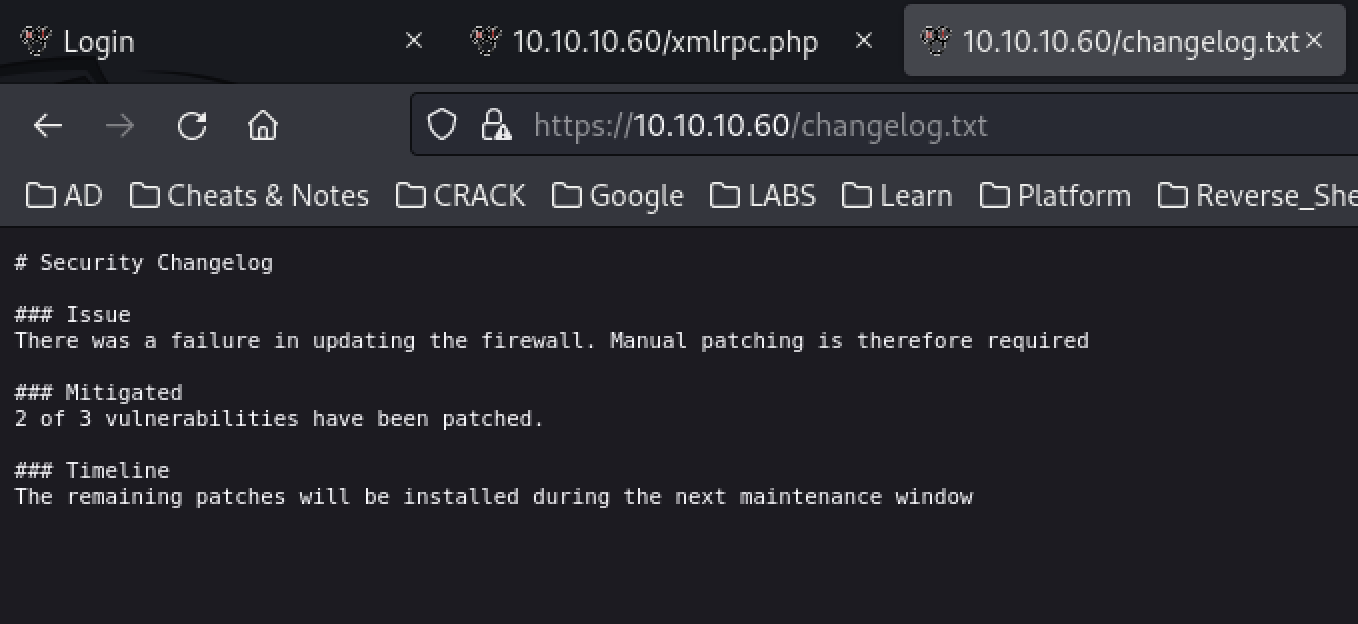 Login
10.10.10.60/xmlrpc.php
10.10.10.60/changelog.txt
https://10.10.10.60/changelog.txt
AD
Cheats & Notes
CRACK
Google
LABS
Learn
Platform
Reverse_She
# Security Changelog
### Issue
There was a failure in updating the firewall. Manual patching is therefore required
### Mitigated
2 of 3 vulnerabilities have been patched.
### Timeline
The remaining patches will be installed during the next maintenance window